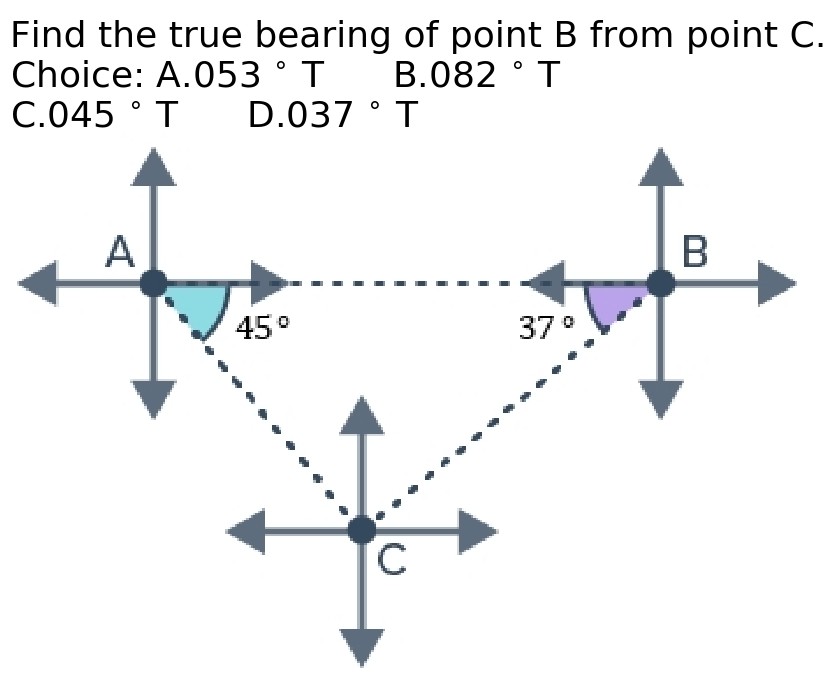 Find the true bearing of point B from point C.
Choice: A.053 ° T B.082 ° T
C.045 ° T D.037 ° T
A
B
45°
37°
C